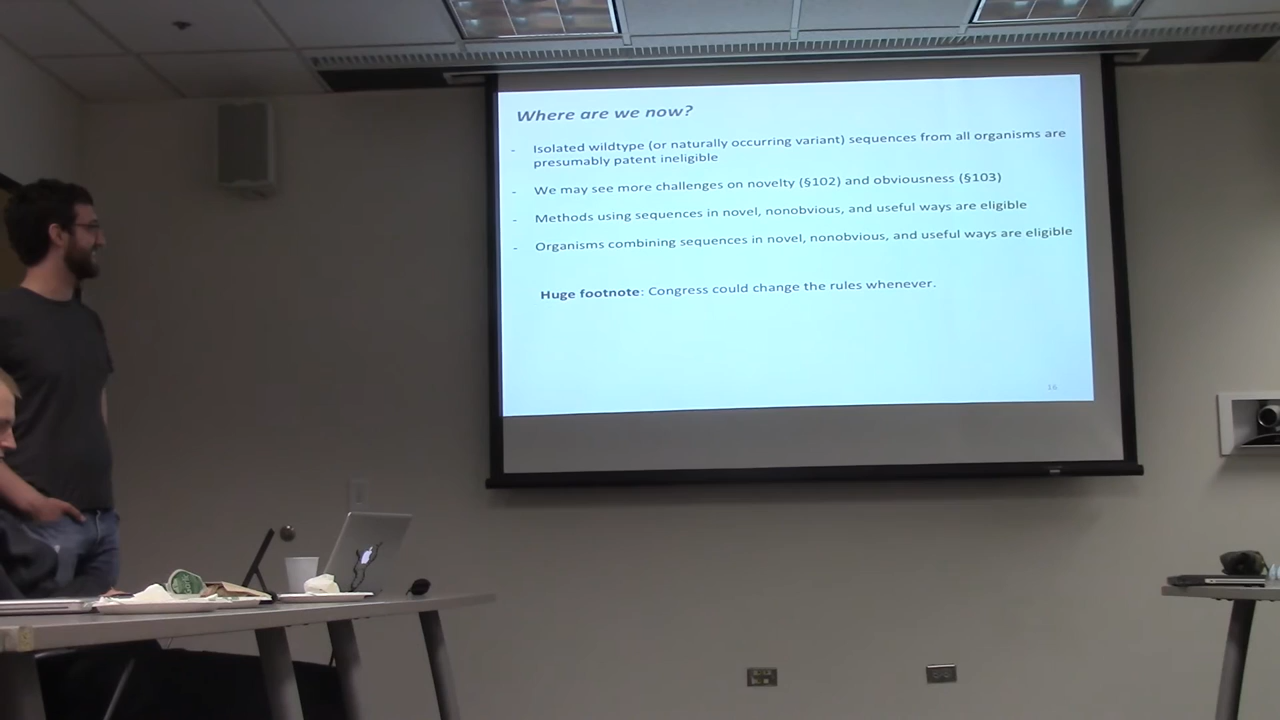 Where are we now?
- Isolated wildtype (or naturally occurring variant) sequences from all organisms are
presumably patent ineligible
- We may see more challenges on novelty (§102) and obviousness (§103)
- Methods using sequences in novel, nonobvious, and useful ways are eligible
- Organisms combining sequences in novel, nonobvious, and useful ways are eligible
Huge footnote: Congress could change the rules whenever.
16